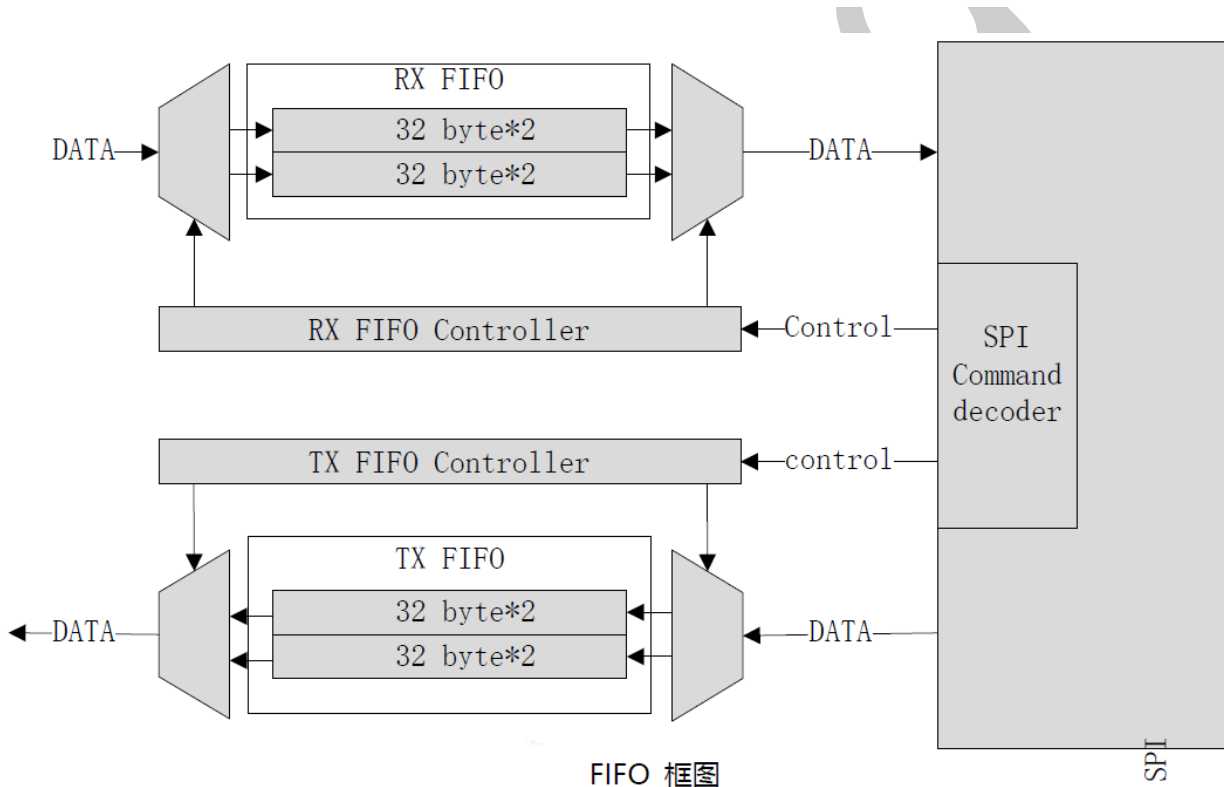 RX FIFO
32 byte*2
DATA
DATA
32 byte*2
RX FIFO Controller
Control
SPI
Command
decoder
TX FIFO Controller
control
TX FIFO
32 byte*2
DATA
DATA
32 byte*2
SPI
FIFO 框图